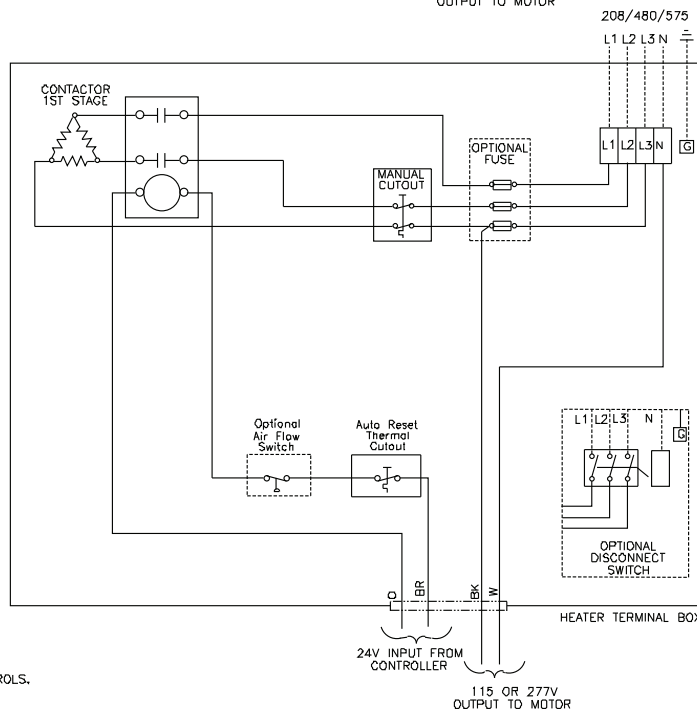 OUTPUT TO MOTOR
208/480/575
L1 L2 L3 N
CONTACTOR
1ST STAGE
L1 L2 L3 N
G
OPTIONAL
FUSE
MANUAL
CUTOUT
L1 L2 L3 N
G
Optional
Air Flow
Switch
Auto Reset
Thermal
Cutout
OPTIONAL
DISCONNECT
SWITCH
O BR BK W
HEATER TERMINAL BO
24V INPUT FROM
CONTROLLER
ROLS.
115 OR 277V
OUTPUT TO MOTOR